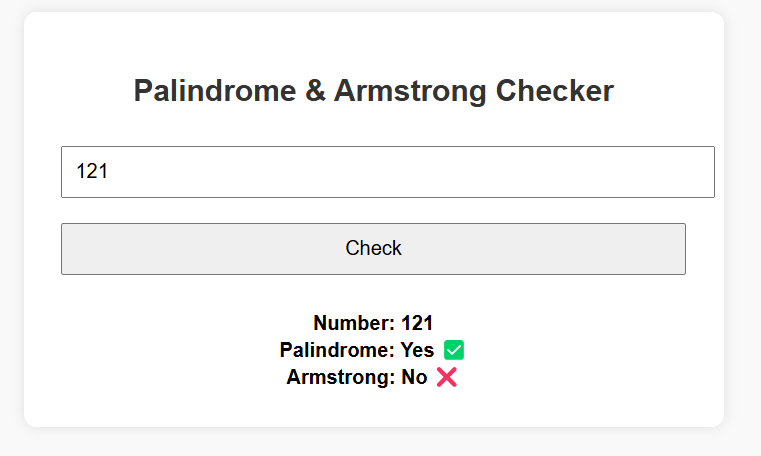 Palindrome & Armstrong Checker
121
Check
Number: 121
Palindrome: Yes ✅
Armstrong: No ❌